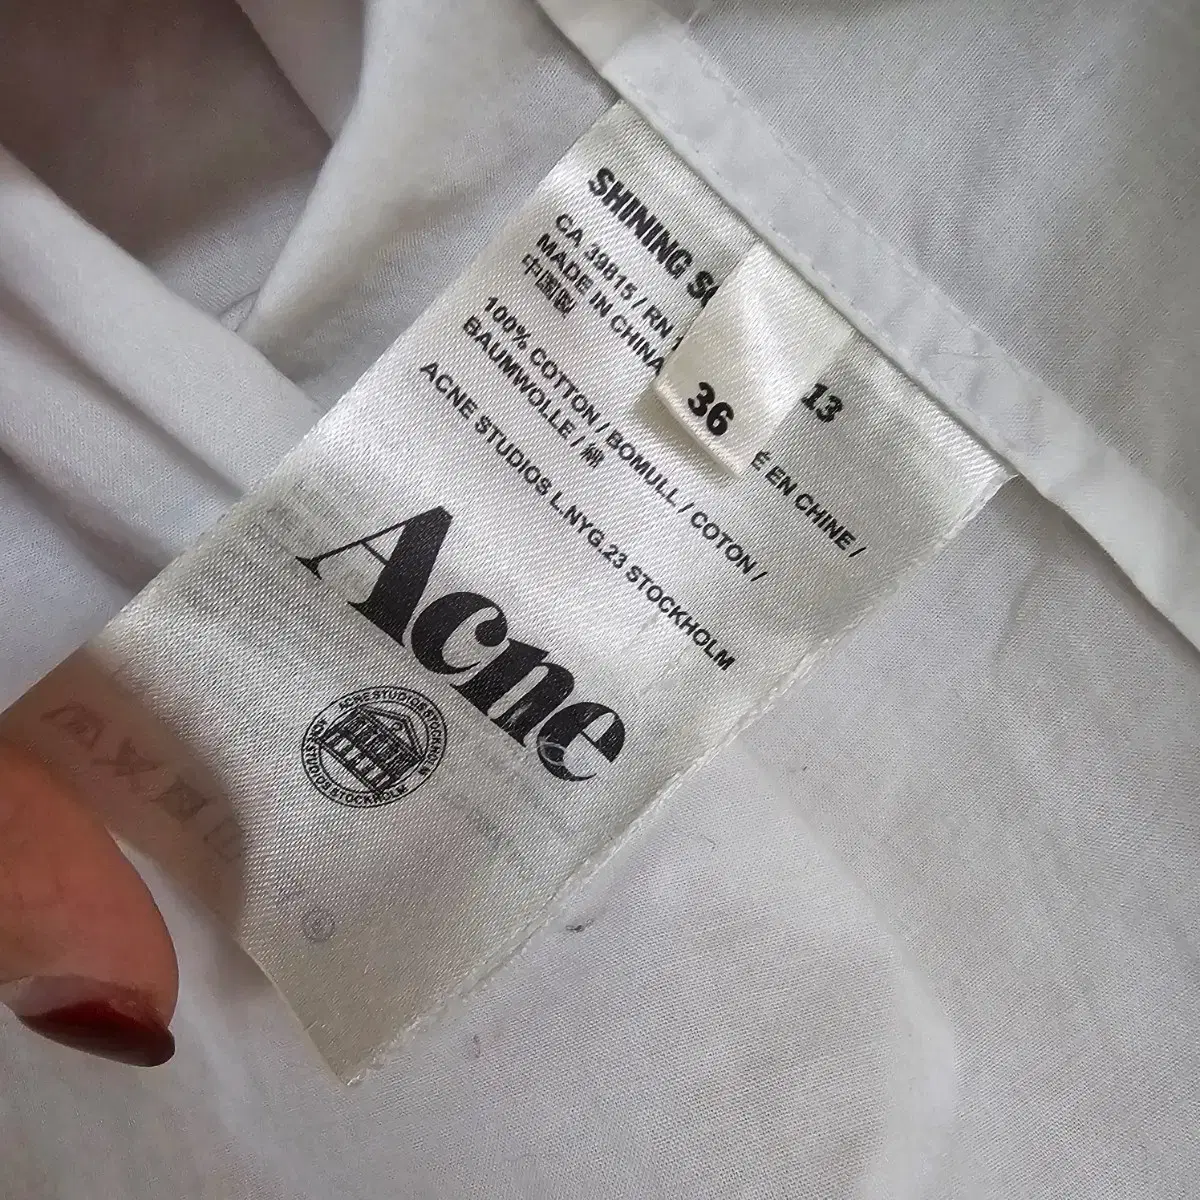 SHINING S 13
CA 39815 / RN
MADE IN CHINA É EN CHINE /
中国製
100% COTTON / BOMULL / COTON /
BAUMWOLLE / 綿
ACNE STUDIOS L.NYG.23 STOCKHOLM
36
Acne
ACNE STUDIOS STOCKHOLM